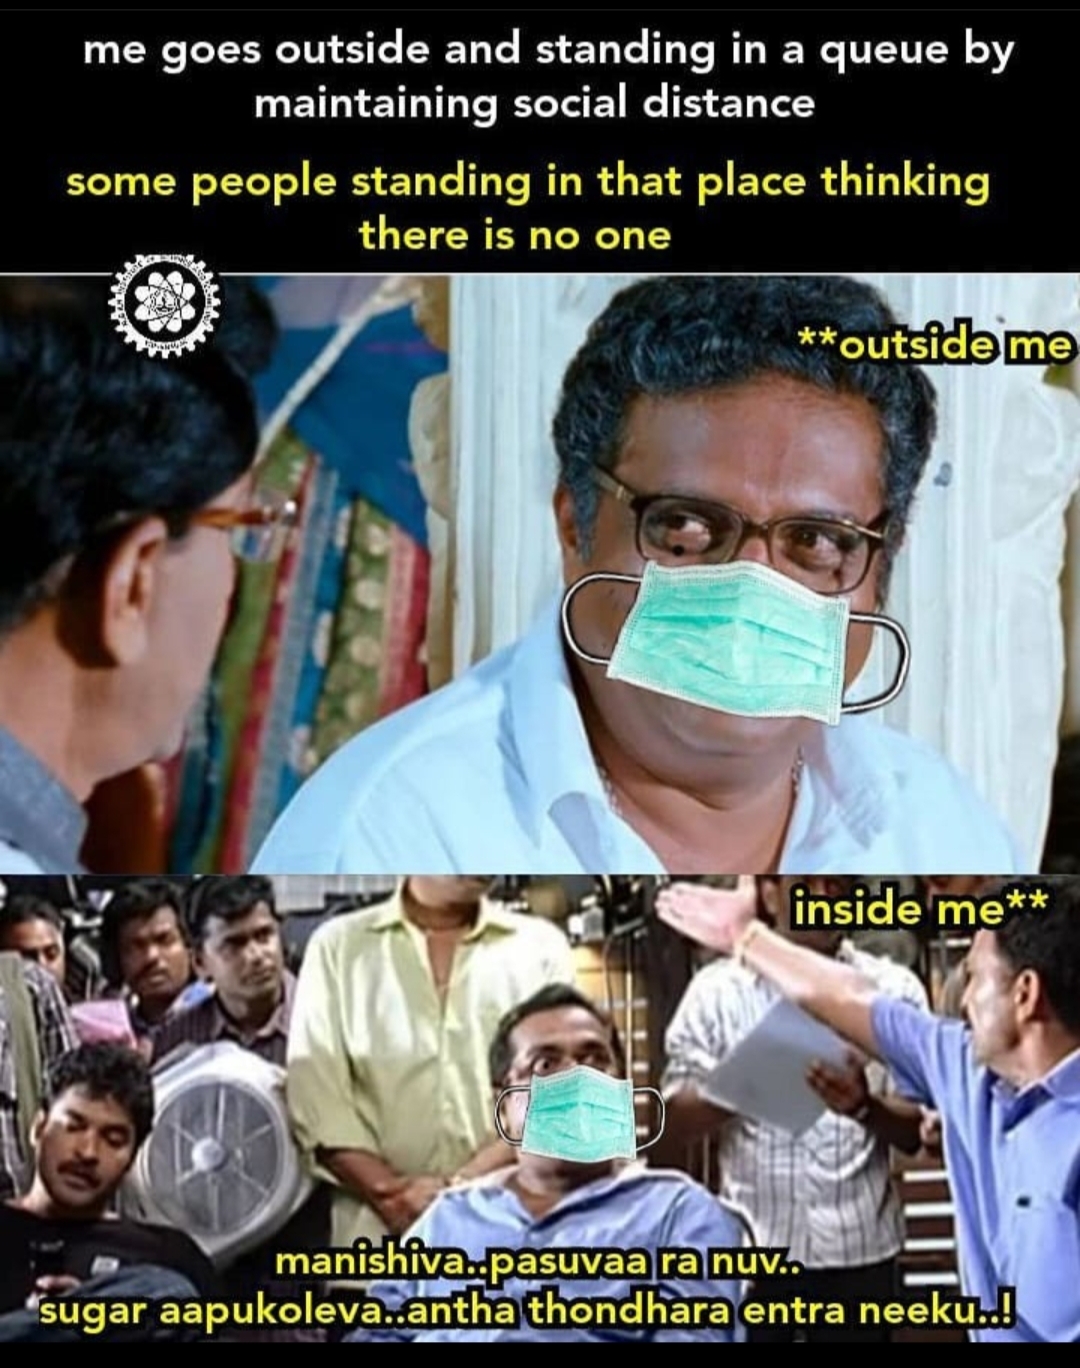 me goes outside and standing in a queue by
maintaining social distance
some people standing in that place thinking
there is no one
**outside me
inside me**
manishiva..pasuvaa ra nuv..
sugar aapukoleva..antha thondhara entra neeku..!